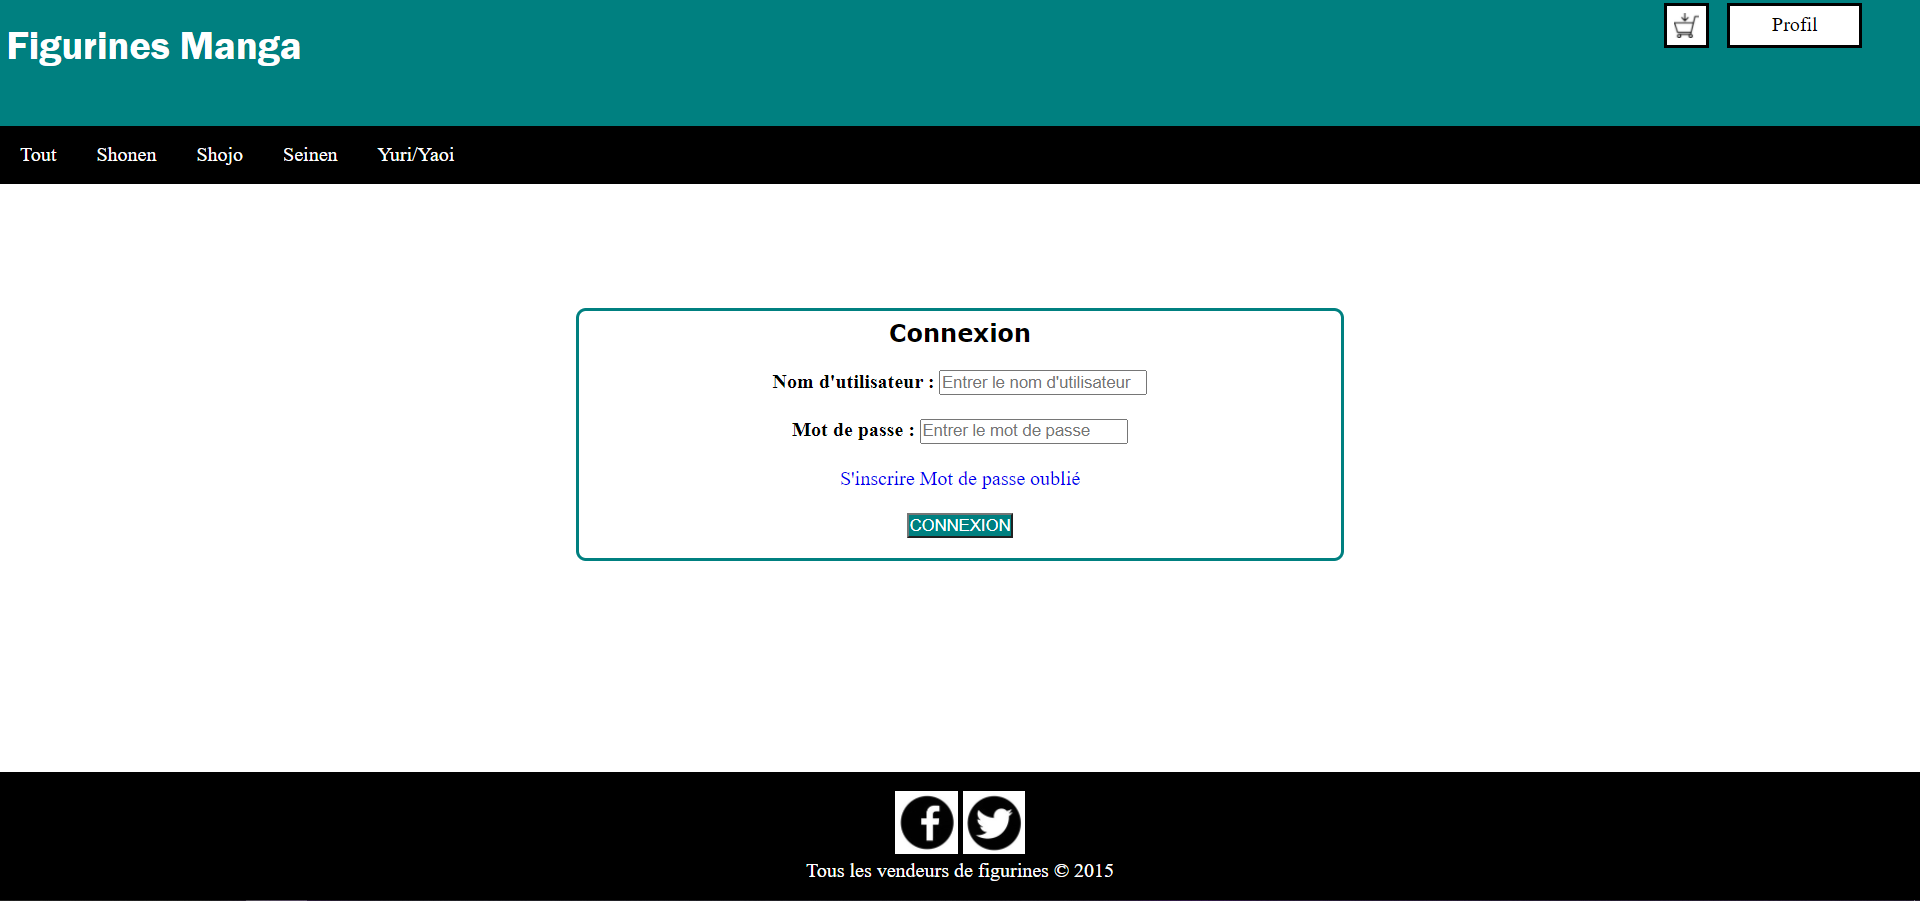 Figurines Manga
Profil
Tout Shonen Shojo Seinen Yuri/Yaoi
Connexion
Nom d'utilisateur : Entrer le nom d'utilisateur
Mot de passe : Entrer le mot de passe
S'inscrire Mot de passe oublié
CONNEXION
Tous les vendeurs de figurines © 2015